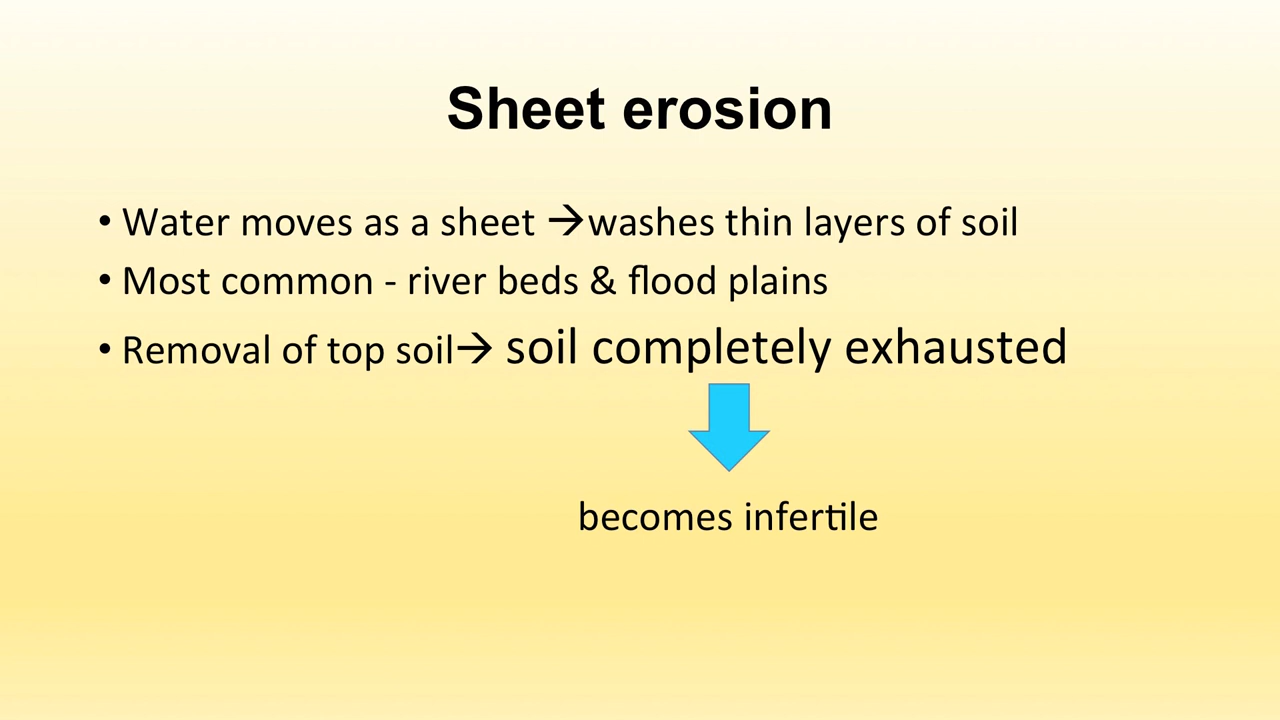 Sheet erosion
• Water moves as a sheet →washes thin layers of soil
• Most common - river beds & flood plains
• Removal of top soil→ soil completely exhausted
becomes infertile